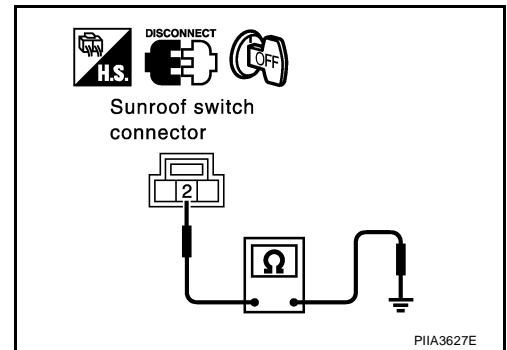 DISCONNECT
H.S.
OFF
Sunroof switch
connector
2
Ω
PIIA3627E